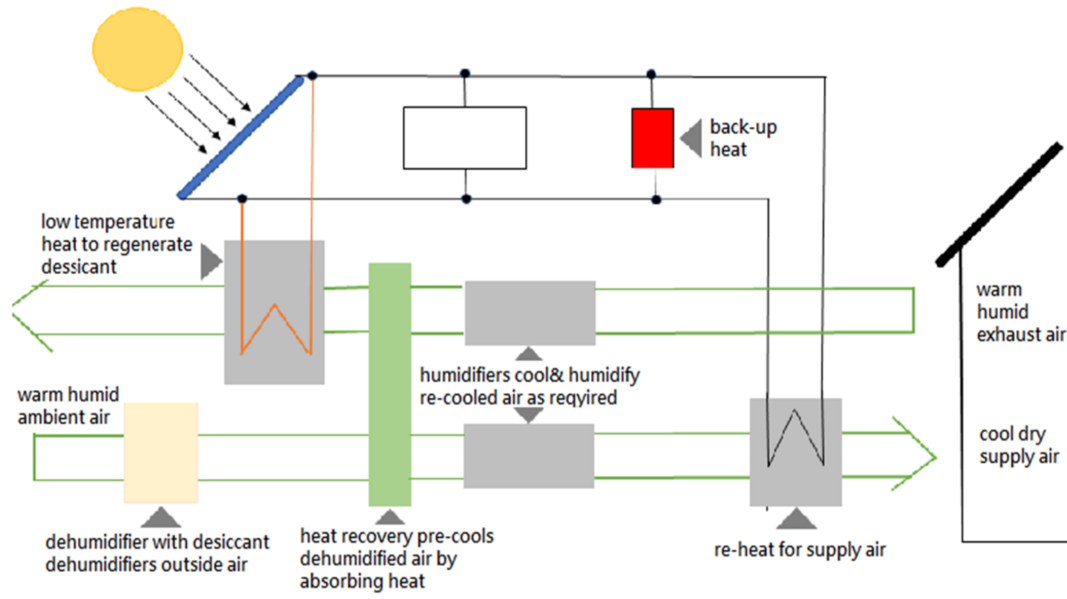 back-up
heat
low temperature
heat to regenerate
dessicant
warm
humid
exhaust air
humidifiers cool& humidify
re-cooled air as reqyired
warm humid
ambient air
cool dry
supply air
dehumidifier with desiccant
dehumidifiers outside air
heat recovery pre-cools
dehumidified air by
absorbing heat
re-heat for supply air